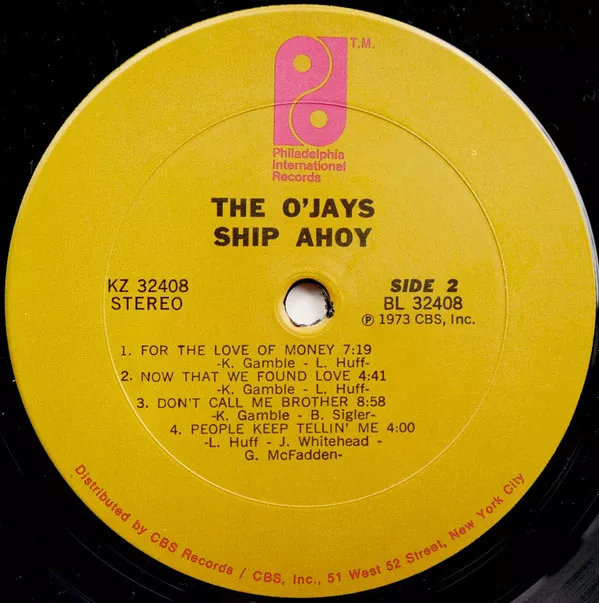 T.M.
Philadelphia
International
Records
THE O'JAYS
SHIP AHOY
KZ 32408
STEREO
SIDE 2
BL 32408
℗ 1973 CBS, Inc.
1. FOR THE LOVE OF MONEY 7:19
-K. Gamble - L. Huff-
2. NOW THAT WE FOUND LOVE 4:41
-K. Gamble - L. Huff-
3. DON'T CALL ME BROTHER 8:58
-K. Gamble - B. Sigler-
4. PEOPLE KEEP TELLIN' ME 4:00
-L. Huff - J. Whitehead -
G. McFadden-
Distributed by CBS Records / CBS, Inc., 51 West 52 Street, New York City